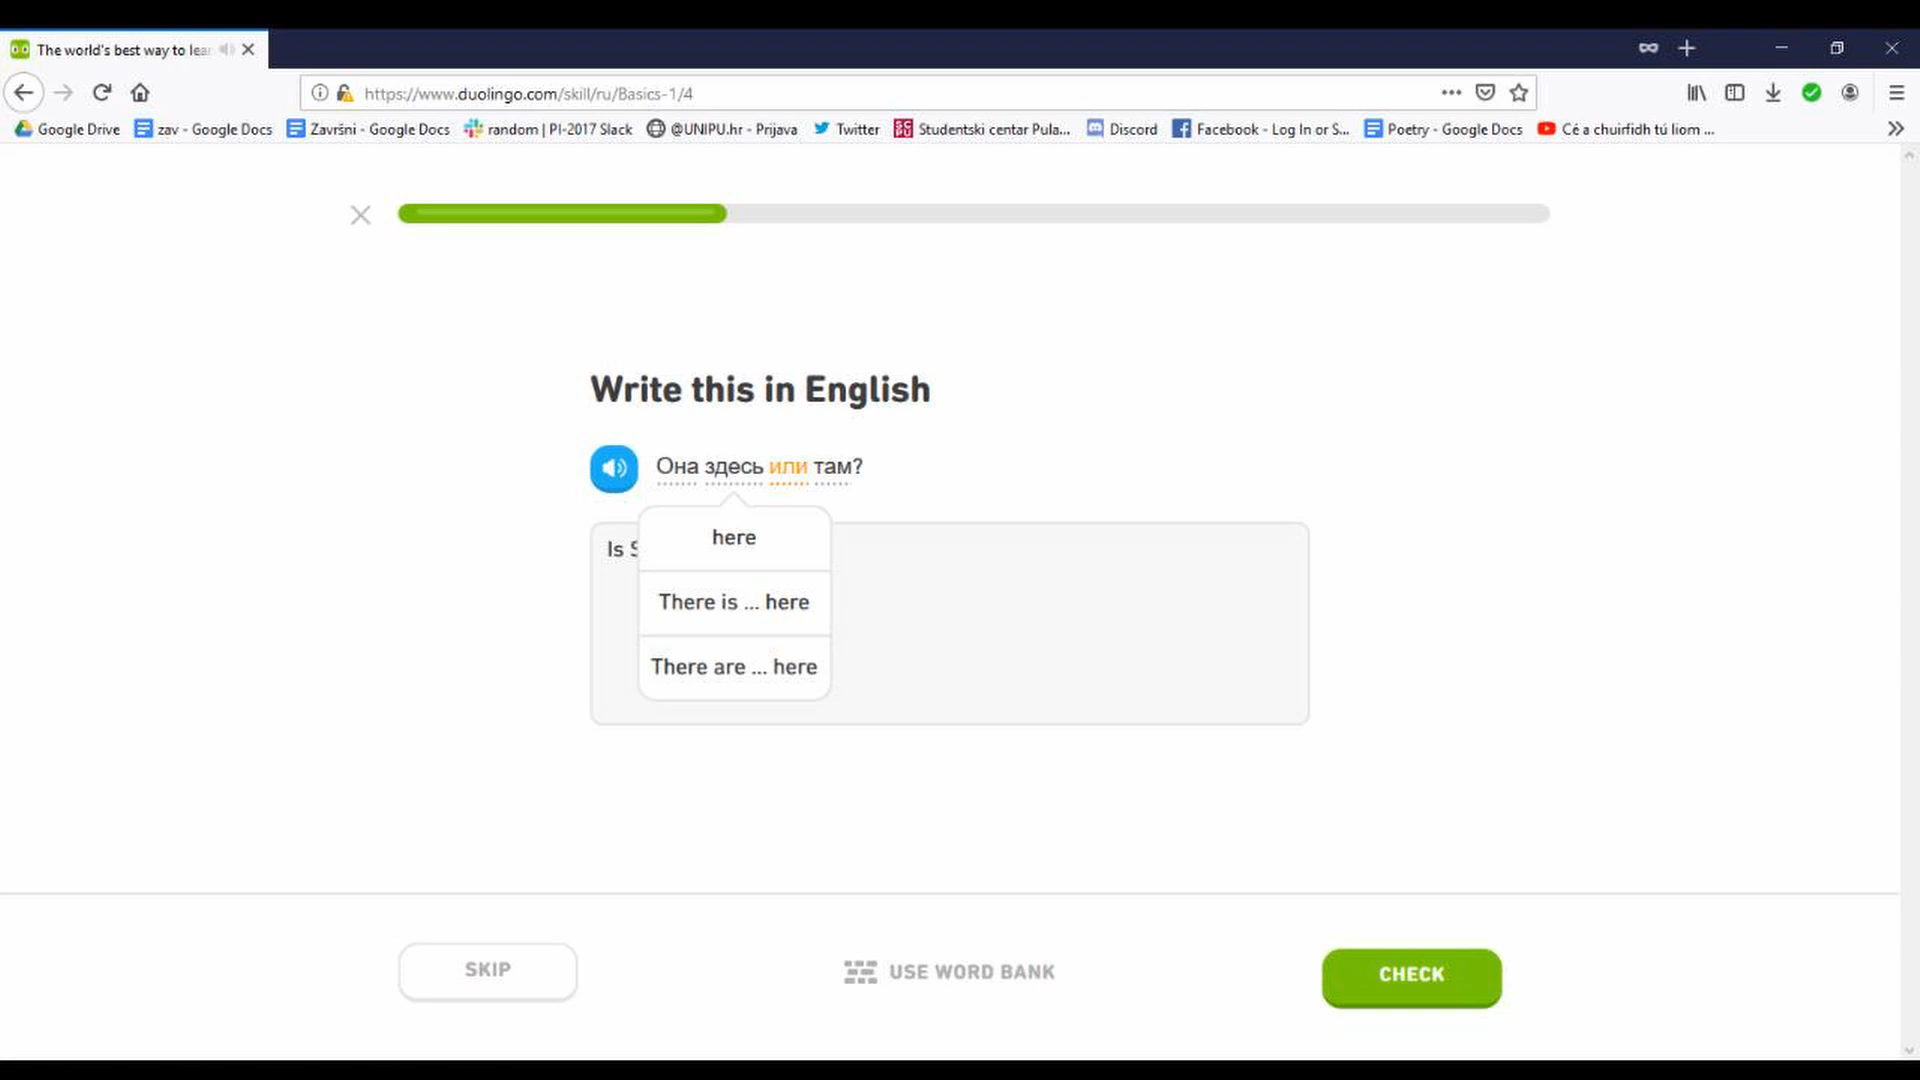 The world's best way to lea
https://www.duolingo.com/skill/ru/Basics-1/4
Google Drive zav - Google Docs Završni - Google Docs random | PI-2017 Slack @UNIPU.hr - Prijava Twitter Studentski centar Pula... Discord Facebook - Log In or S... Poetry - Google Docs Cé a chuirfidh tú liom ...
Write this in English
Она здесь или там?
Is S
here
There is ... here
There are ... here
SKIP
USE WORD BANK
CHECK